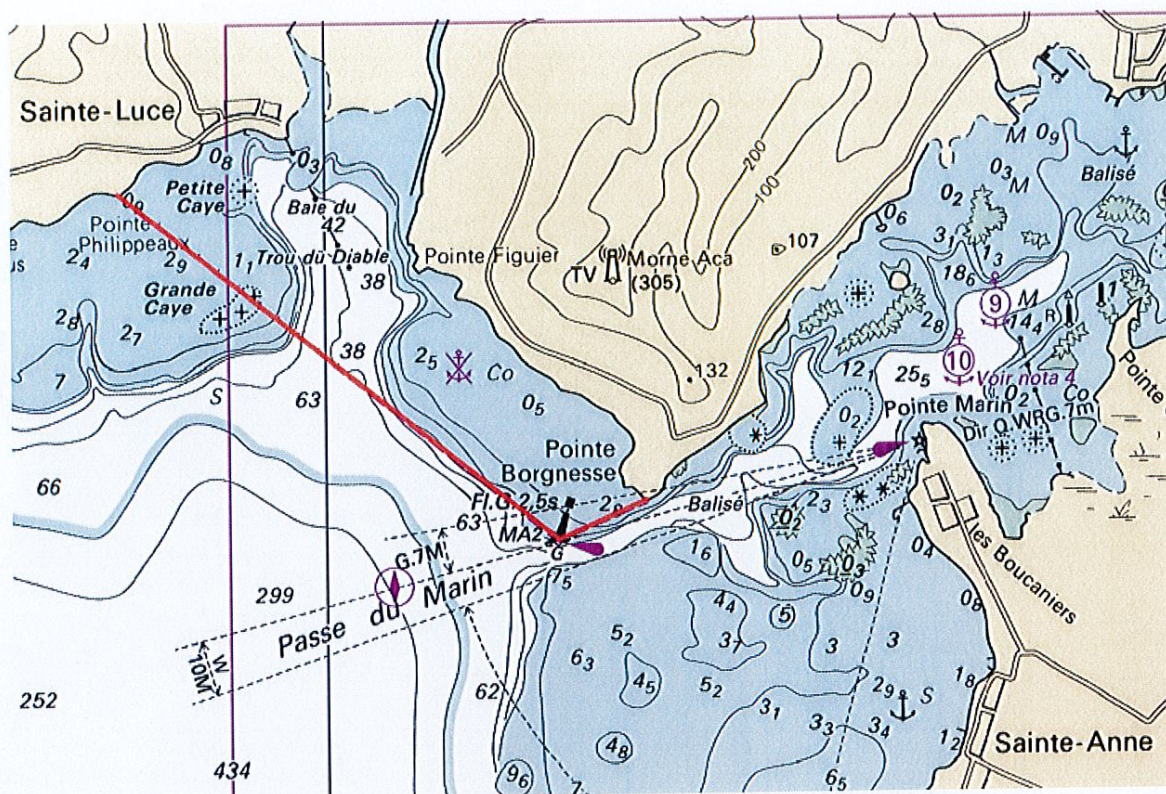 Sainte-Luce
Petite
Caye
0₈
0₃
0₉
Pointe
Philippeaux
Baie du
42
1₁
Trou du Diable
38
Grande
Caye
2₄
2₉
2₈
2₇
7
S
63
38
Pointe Figuier
2₅
Co
0₅
TV
Morne Aca
(305)
107
132
200
100
Pointe
Borgnesse
Fl.G.2,5s
MA2
G
G.7M
63
66
299
252
Passe du Marin
W
10M
434
62
7₅
Balisé
0₆
3₁
1₃
18₆
0₂
0₃
M
M
0₉
Balisé
9
M
14₄
R
1
2₈
12₁
25₅
10
Voir nota 4
0₂
Pointe Marin
0₂
Co
Dir Q WRG.7m
Pointe
2₃
0₂
1₆
0₅
0₃
0₉
0₄
0₈
les Boucaniers
4₄
5
3₇
3
3
5₂
6₃
4₅
5₂
2₉
S
1₈
3₁
3₃
3₄
1₂
Sainte-Anne
4₈
9₆
7
6₅